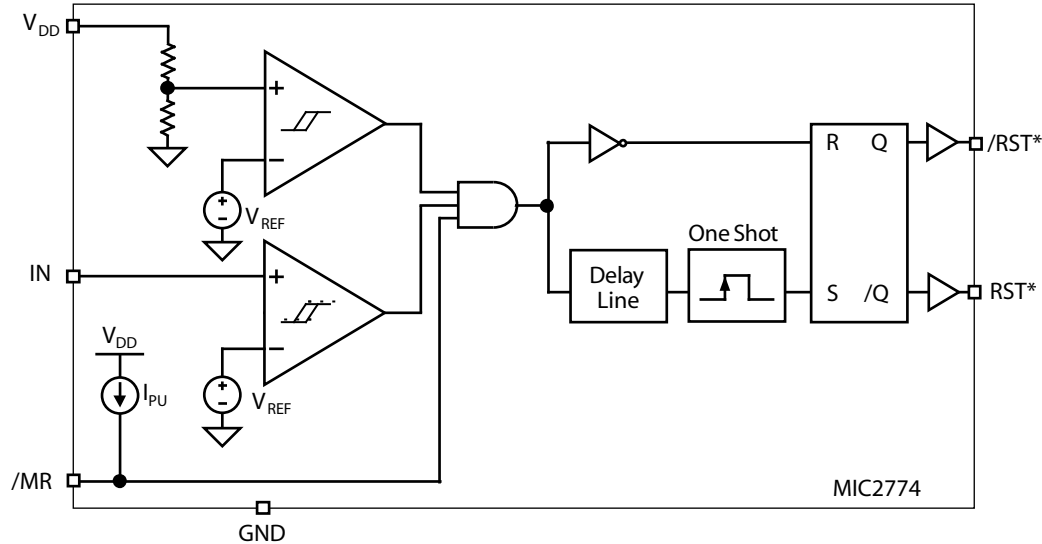 VDD
+
−
+
−
VREF
IN
+
−
VDD
IPU
+
−
VREF
/MR
GND
One Shot
Delay
Line
R Q
S /Q
/RST*
RST*
MIC2774